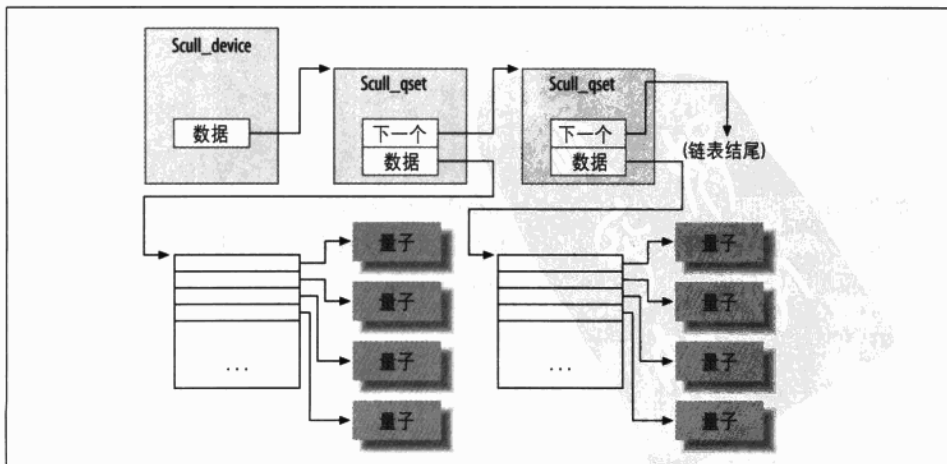 Scull_device
数据
Scull_qset
下一个
数据
Scull_qset
下一个
数据
(链表结尾)
量子
量子
量子
量子
...
量子
量子
量子
量子
...